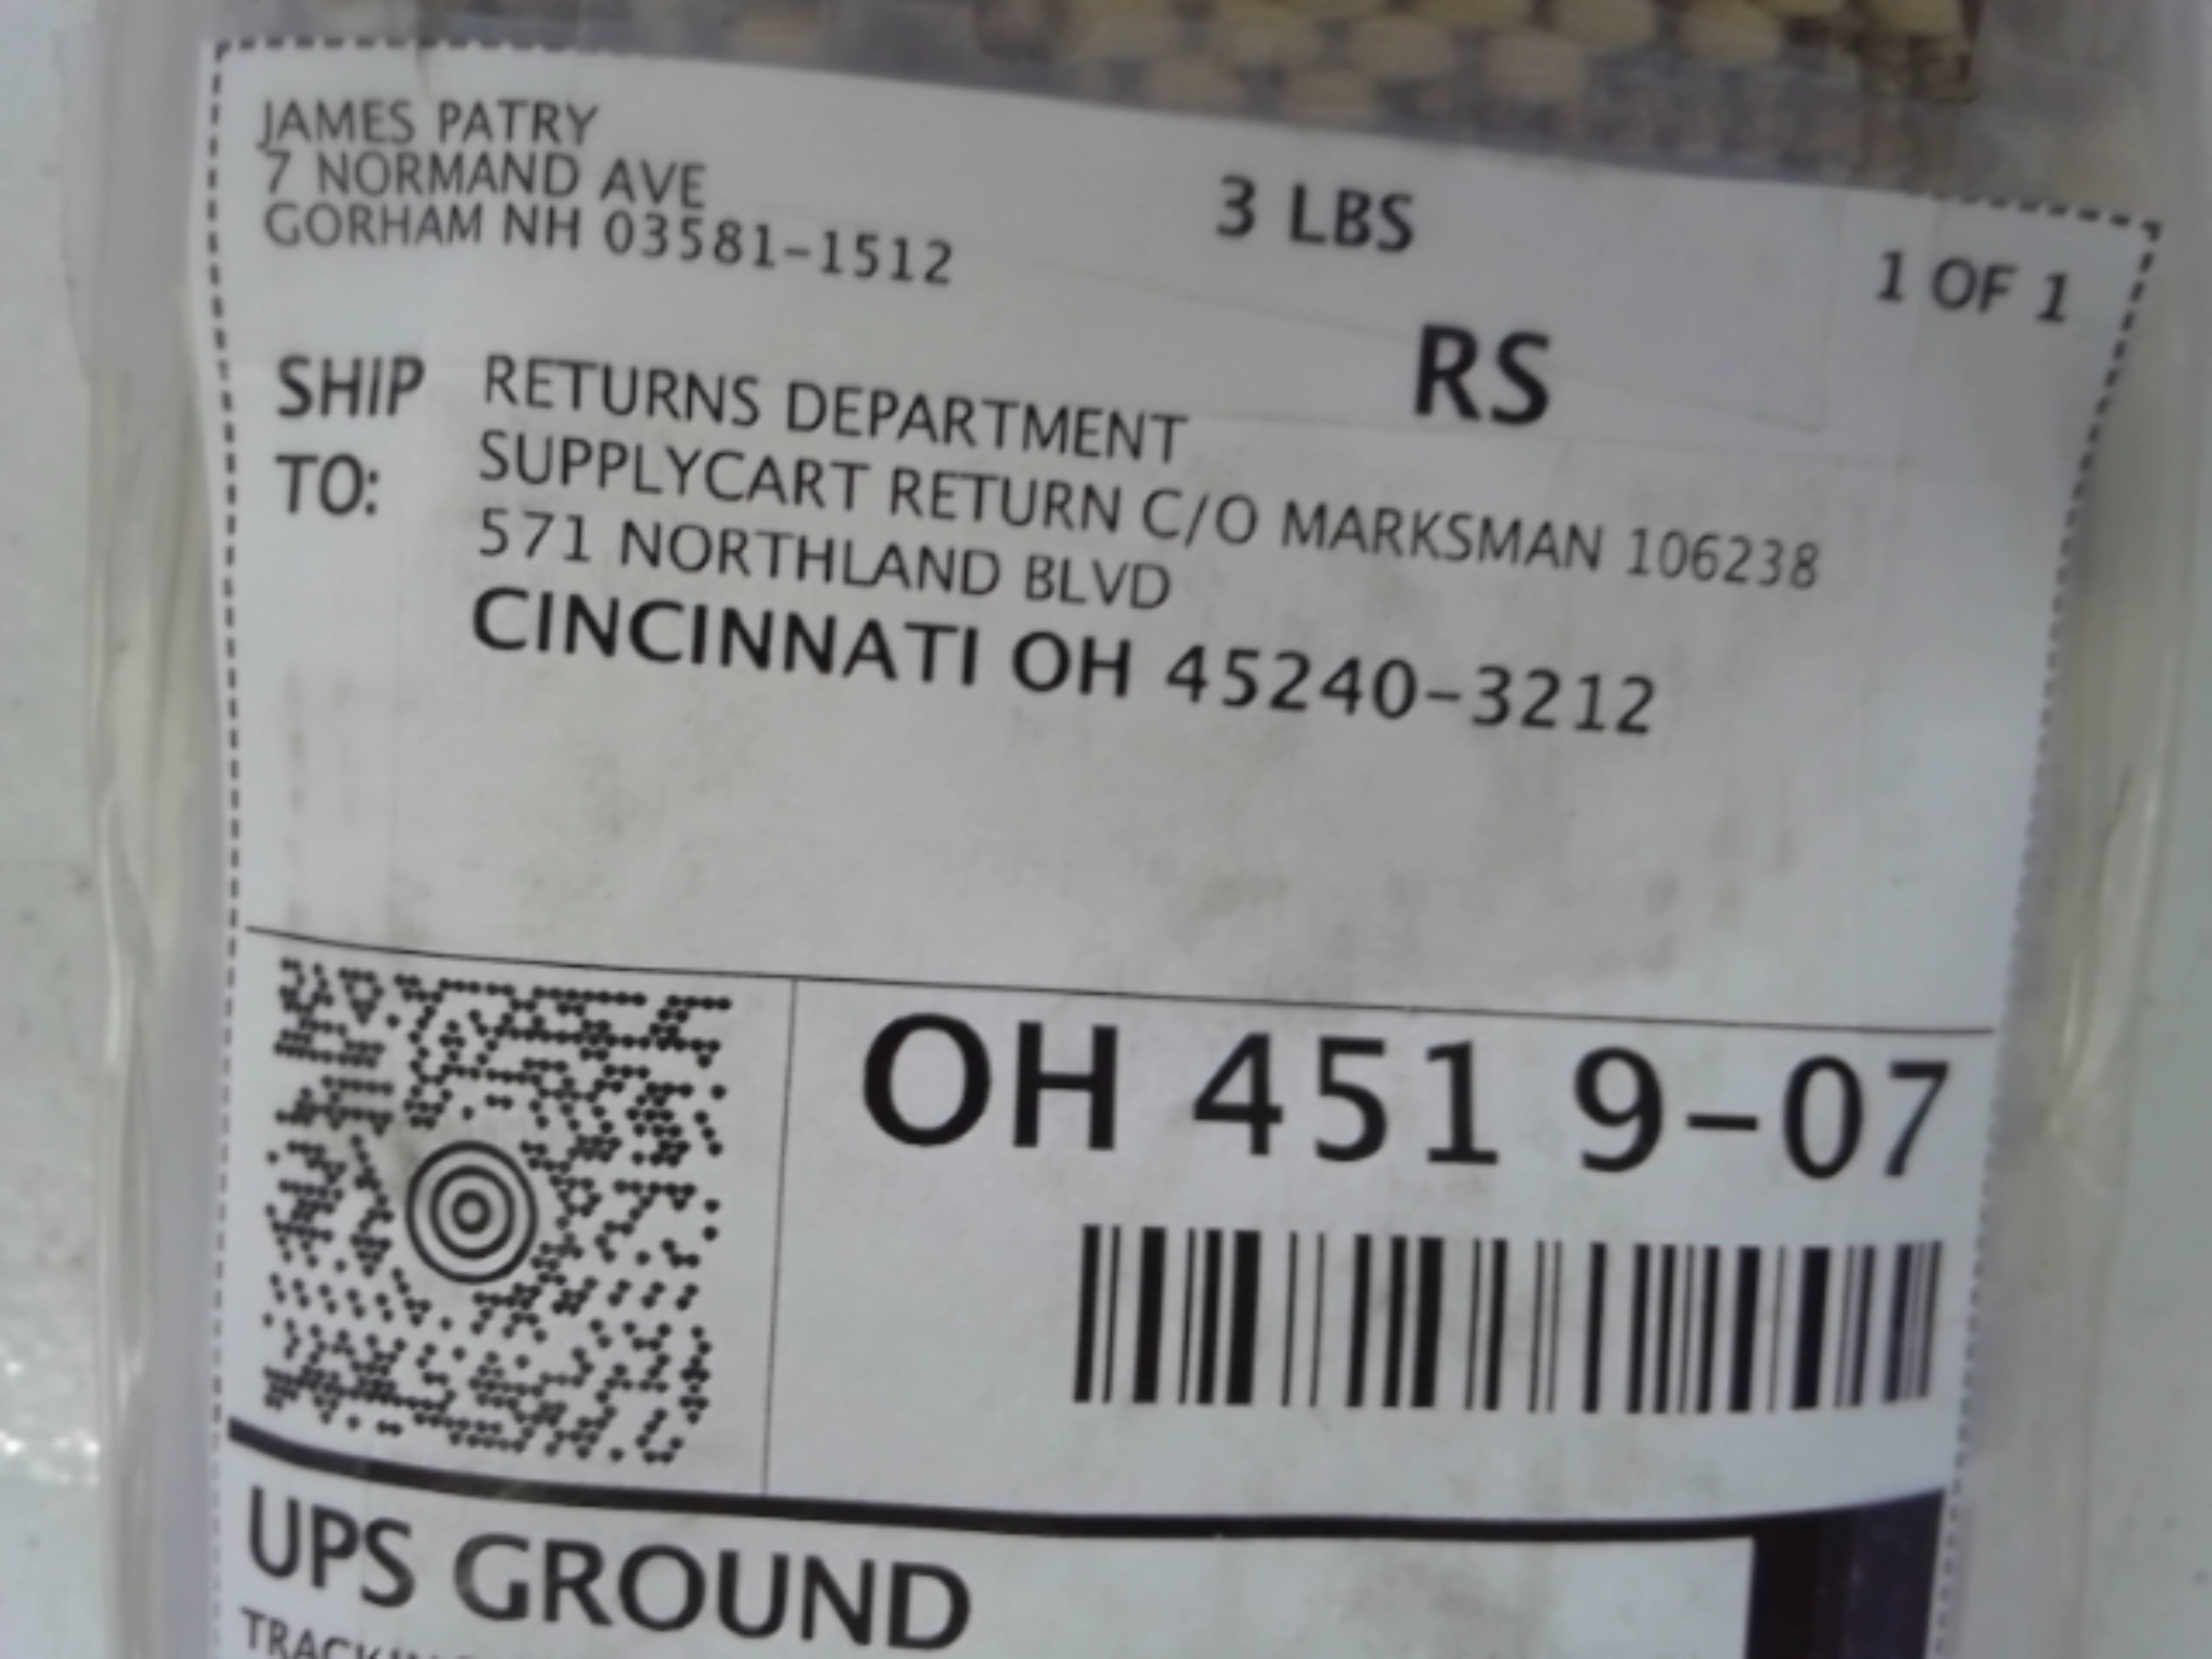 JAMES PATRY
7 NORMAND AVE
GORHAM NH 03581-1512
3 LBS
1 OF 1
RS
SHIP TO:
RETURNS DEPARTMENT
SUPPLYCART RETURN C/O MARKSMAN 106238
571 NORTHLAND BLVD
CINCINNATI OH 45240-3212
OH 451 9-07
UPS GROUND